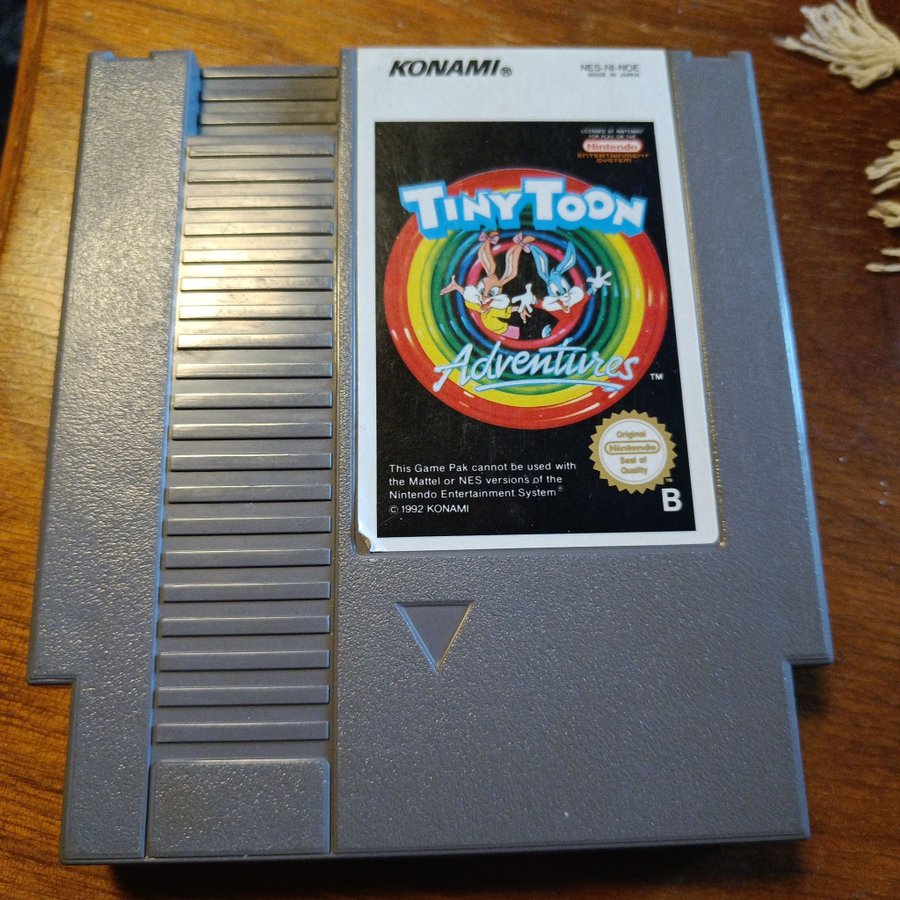 KONAMI®
NES-NI-NOE
MADE IN JAPAN
LICENSED BY NINTENDO
FOR PLAY ON THE
Nintendo
ENTERTAINMENT
SYSTEM
TINY TOON
Adventures
TM
Original
Nintendo
Seal of
Quality
TM
This Game Pak cannot be used with
the Mattel or NES versions of the
Nintendo Entertainment System®
© 1992 KONAMI
B